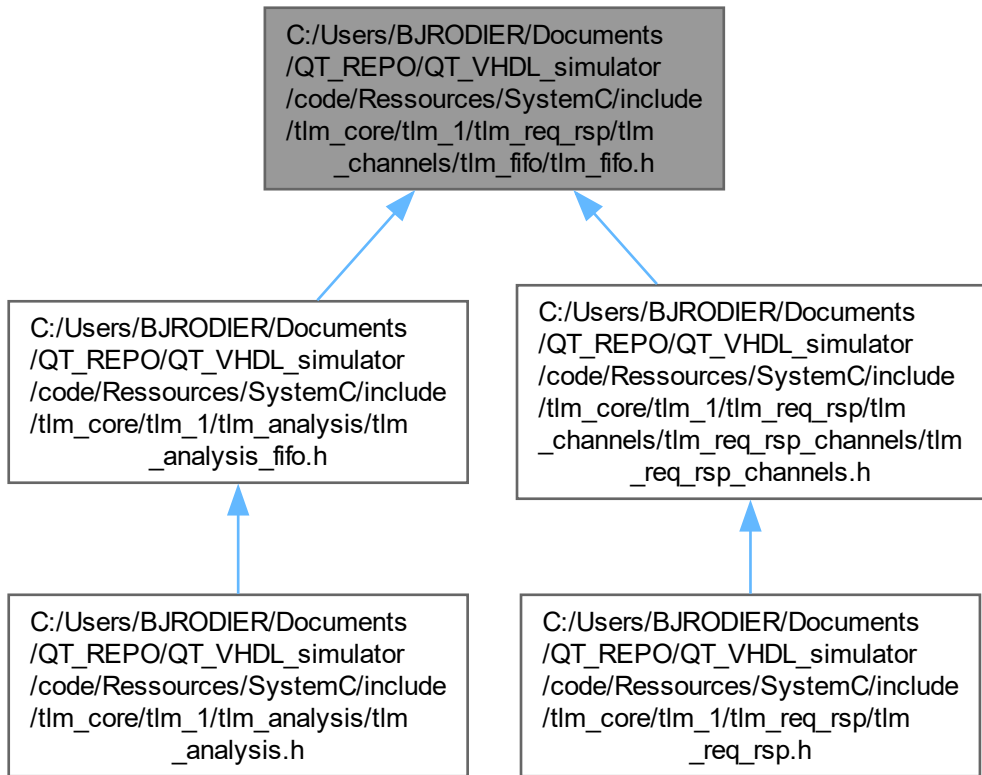 C:/Users/BJRODIER/Documents
/QT_REPO/QT_VHDL_simulator
/code/Ressources/SystemC/include
/tlm_core/tlm_1/tlm_req_rsp/tlm
_channels/tlm_fifo/tlm_fifo.h
C:/Users/BJRODIER/Documents
/QT_REPO/QT_VHDL_simulator
/code/Ressources/SystemC/include
/tlm_core/tlm_1/tlm_analysis/tlm
_analysis_fifo.h
C:/Users/BJRODIER/Documents
/QT_REPO/QT_VHDL_simulator
/code/Ressources/SystemC/include
/tlm_core/tlm_1/tlm_req_rsp/tlm
_channels/tlm_req_rsp_channels/tlm
_req_rsp_channels.h
C:/Users/BJRODIER/Documents
/QT_REPO/QT_VHDL_simulator
/code/Ressources/SystemC/include
/tlm_core/tlm_1/tlm_analysis/tlm
_analysis.h
C:/Users/BJRODIER/Documents
/QT_REPO/QT_VHDL_simulator
/code/Ressources/SystemC/include
/tlm_core/tlm_1/tlm_req_rsp/tlm
_req_rsp.h